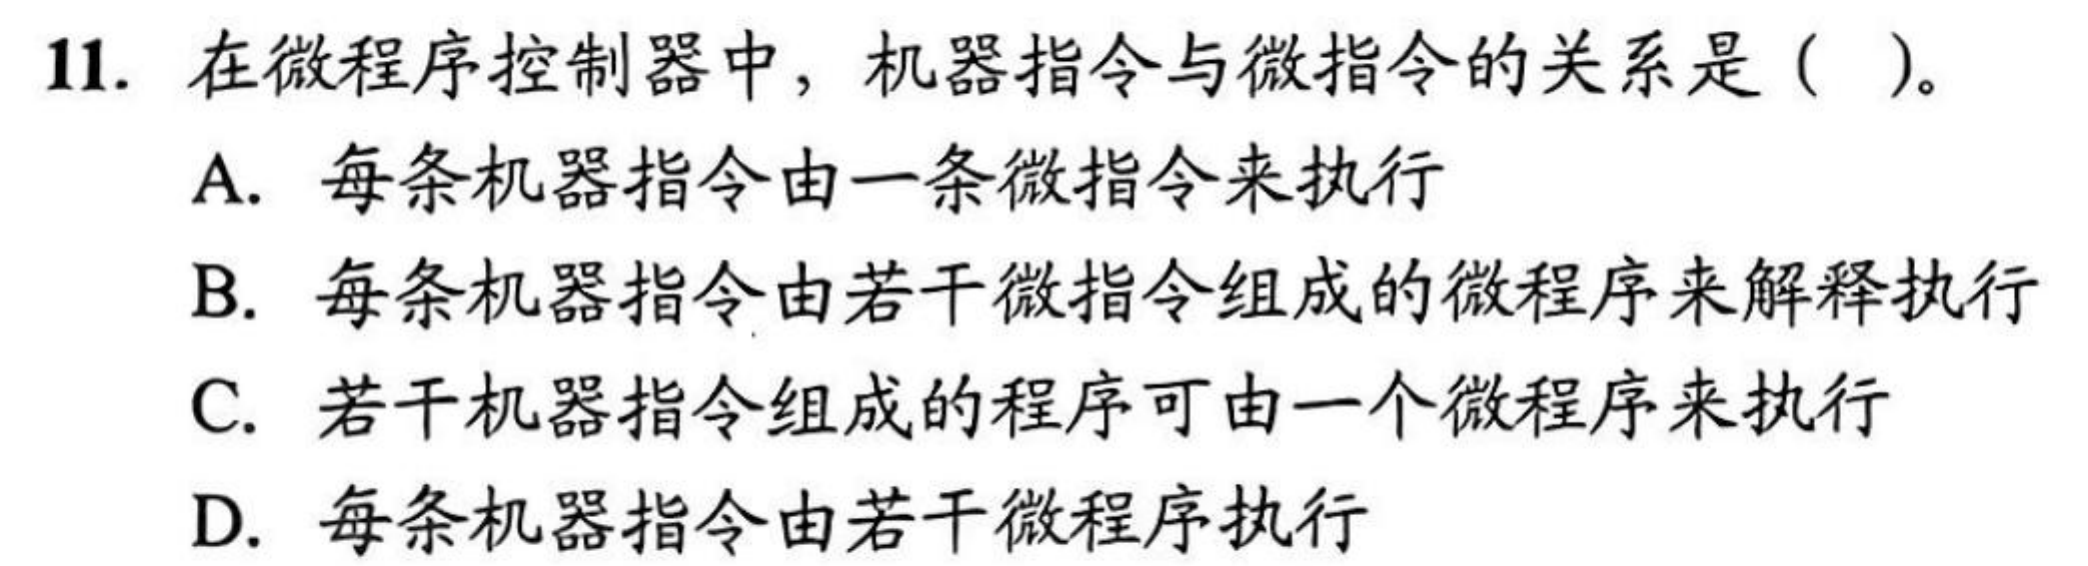 11. 在微程序控制器中，机器指令与微指令的关系是（ ）。
A. 每条机器指令由一条微指令来执行
B. 每条机器指令由若干微指令组成的微程序来解释执行
C. 若干机器指令组成的程序可由一个微程序来执行
D. 每条机器指令由若干微程序执行